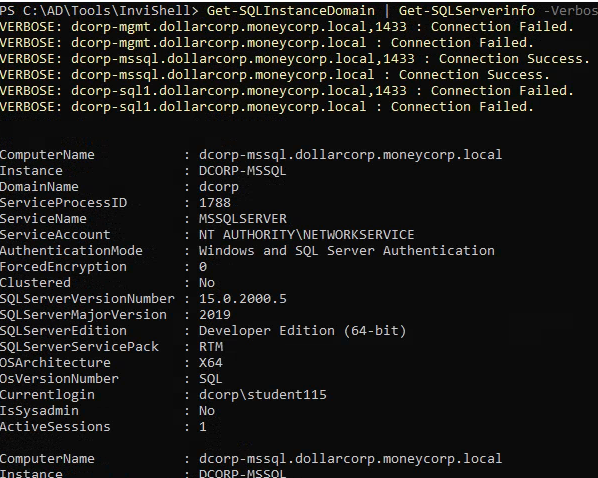 PS C:\AD\Tools\InviShell> Get-SQLInstanceDomain | Get-SQLServerinfo -Verbos
VERBOSE: dcorp-mgmt.dollarcorp.moneycorp.local,1433 : Connection Failed.
VERBOSE: dcorp-mgmt.dollarcorp.moneycorp.local : Connection Failed.
VERBOSE: dcorp-mssql.dollarcorp.moneycorp.local,1433 : Connection Success.
VERBOSE: dcorp-mssql.dollarcorp.moneycorp.local : Connection Success.
VERBOSE: dcorp-sql1.dollarcorp.moneycorp.local,1433 : Connection Failed.
VERBOSE: dcorp-sql1.dollarcorp.moneycorp.local : Connection Failed.
ComputerName : dcorp-mssql.dollarcorp.moneycorp.local
Instance : DCORP-MSSQL
DomainName : dcorp
ServiceProcessID : 1788
ServiceName : MSSQLSERVER
ServiceAccount : NT AUTHORITY\NETWORKSERVICE
AuthenticationMode : Windows and SQL Server Authentication
ForcedEncryption : 0
Clustered : No
SQLServerVersionNumber : 15.0.2000.5
SQLServerMajorVersion : 2019
SQLServerEdition : Developer Edition (64-bit)
SQLServerServicePack : RTM
OSArchitecture : X64
OsVersionNumber : SQL
Currentlogin : dcorp\student115
IsSysadmin : No
ActiveSessions : 1
ComputerName : dcorp-mssql.dollarcorp.moneycorp.local
Instance : DCORP-MSSQL